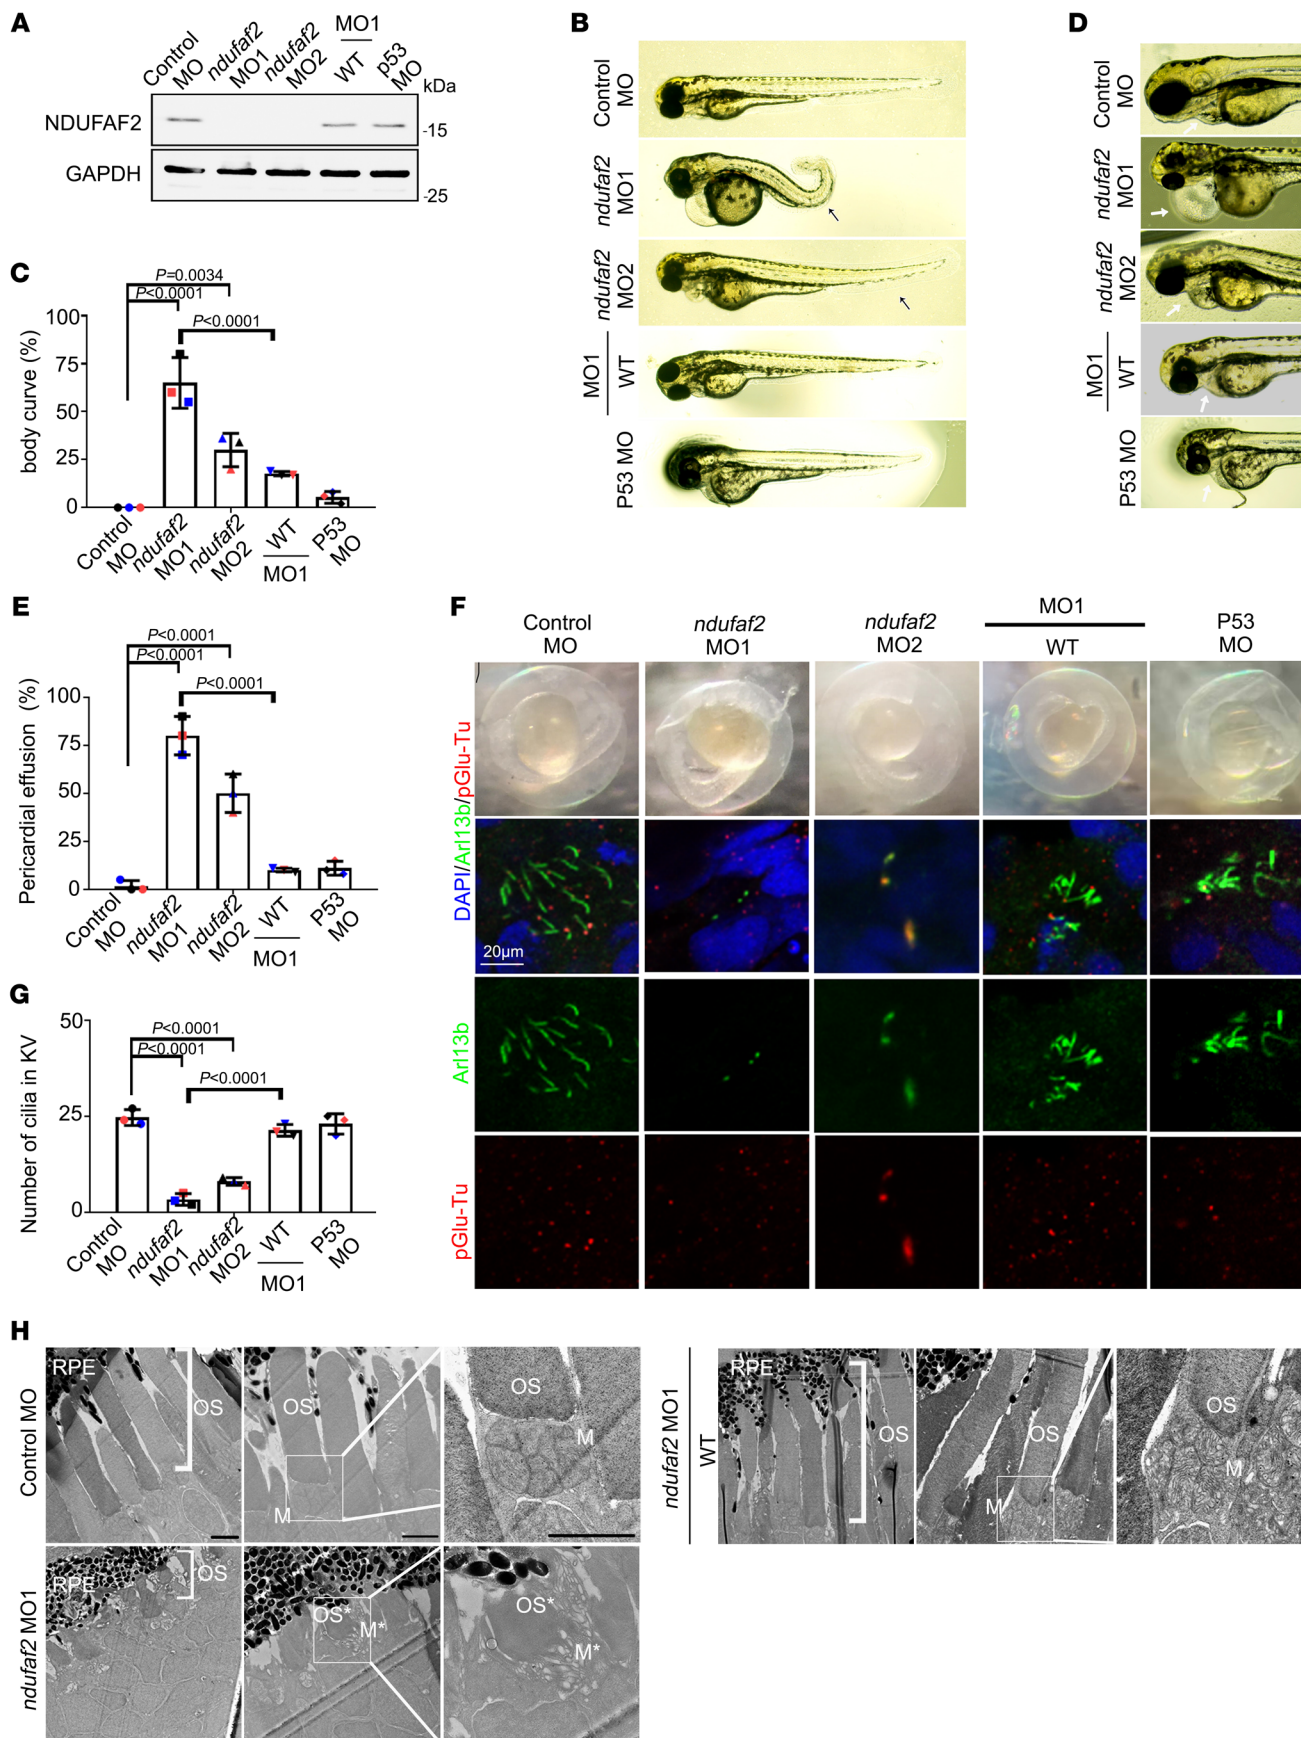 A
Control
MO
ndufaf2
MO1
ndufaf2
MO2
MO1
WT
p53
MO
kDa
NDUFAF2
-15
GAPDH
-25
B
Control
MO
ndufaf2
MO1
ndufaf2
MO2
MO1
WT
P53 MO
D
Control
MO
ndufaf2
MO1
ndufaf2
MO2
MO1
WT
P53 MO
C
P=0.0034
P<0.0001
P<0.0001
body curve (%)
100
75
50
25
0
Control
MO
ndufaf2
MO1
ndufaf2
MO2
WT
MO1
P53
MO
E
P<0.0001
P<0.0001
P<0.0001
Pericardial effusion (%)
100
75
50
25
0
Control
MO
ndufaf2
MO1
ndufaf2
MO2
WT
MO1
P53
MO
F
Control
MO
ndufaf2
MO1
ndufaf2
MO2
MO1
WT
P53
MO
DAPI/Arl13b/pGlu-Tu
20µm
Arl13b
pGlu-Tu
G
P<0.0001
P<0.0001
P<0.0001
Number of cilia in KV
50
25
0
Control
MO
ndufaf2
MO1
ndufaf2
MO2
WT
MO1
P53
MO
H
Control MO
RPE
OS
OS
M
OS
M
ndufaf2 MO1
RPE
OS
OS*
M*
OS*
M*
ndufaf2 MO1
WT
RPE
OS
OS
M
OS
M